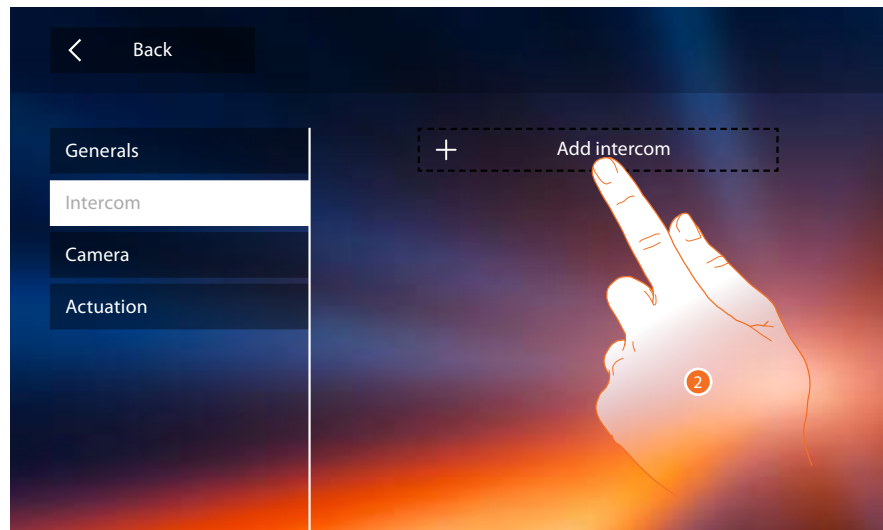 Back
Generals
Add intercom
Intercom
Camera
Actuation
2